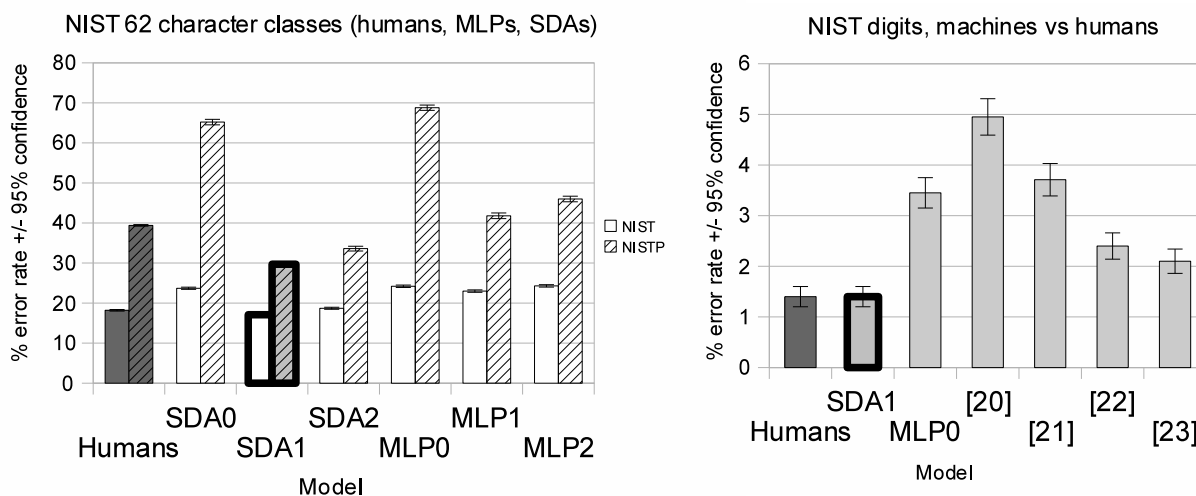 NIST 62 character classes (humans, MLPs, SDAs)
% error rate +/- 95% confidence
80
70
60
50
40
30
20
10
0
NIST
NISTP
SDA0 SDA2 MLP1
Humans SDA1 MLP0 MLP2
Model
NIST digits, machines vs humans
% error rate +/- 95% confidence
6
5
4
3
2
1
0
SDA1 [20] [22]
Humans MLP0 [21] [23]
Model